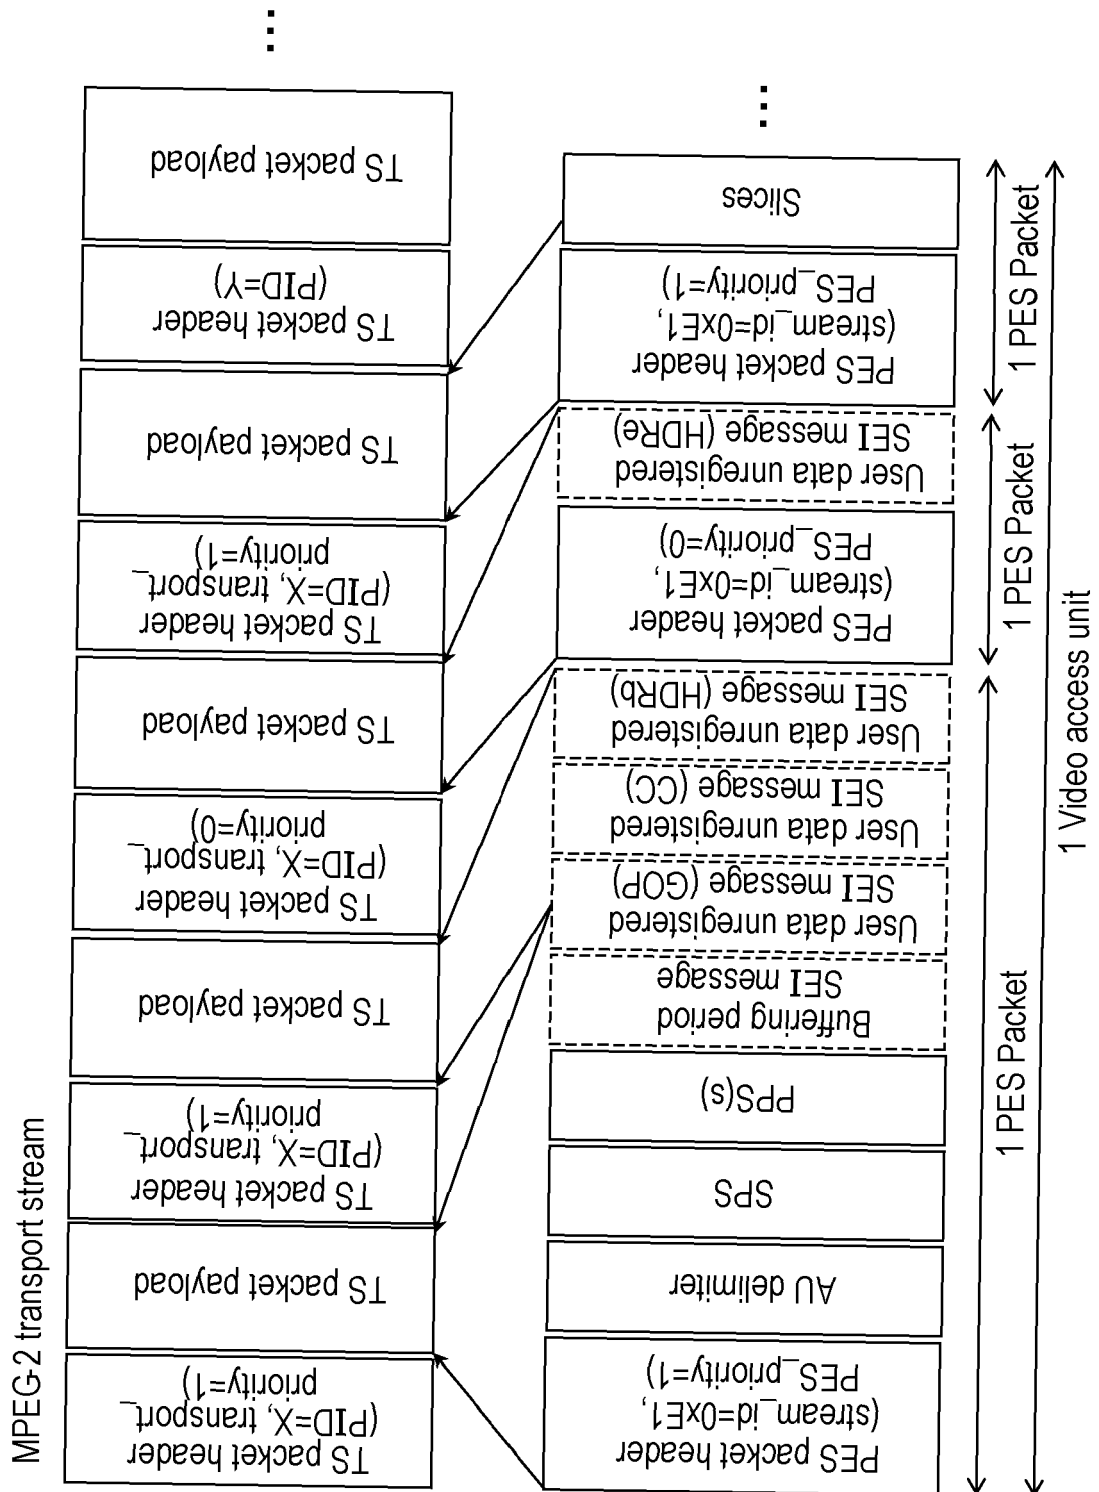 1 Video access unit
1 PES Packet
1 PES Packet
1 PES Packet
PES packet header
(stream_id=0xE1,
PES_priority=1)
AU delimiter
SPS
PPS(s)
Buffering period
SEI message
User data unregistered
SEI message (GOP)
User data unregistered
SEI message (CC)
User data unregistered
SEI message (HDRb)
PES packet header
(stream_id=0xE1,
PES_priority=0)
User data unregistered
SEI message (HDRe)
PES packet header
(stream_id=0xE1,
PES_priority=1)
Slices
...
MPEG-2 transport stream
TS packet header
(PID=X, transport_
priority=1)
TS packet payload
TS packet header
(PID=X, transport_
priority=1)
TS packet payload
TS packet header
(PID=X, transport_
priority=0)
TS packet payload
TS packet header
(PID=X, transport_
priority=1)
TS packet payload
TS packet header
(PID=Y)
TS packet payload
...